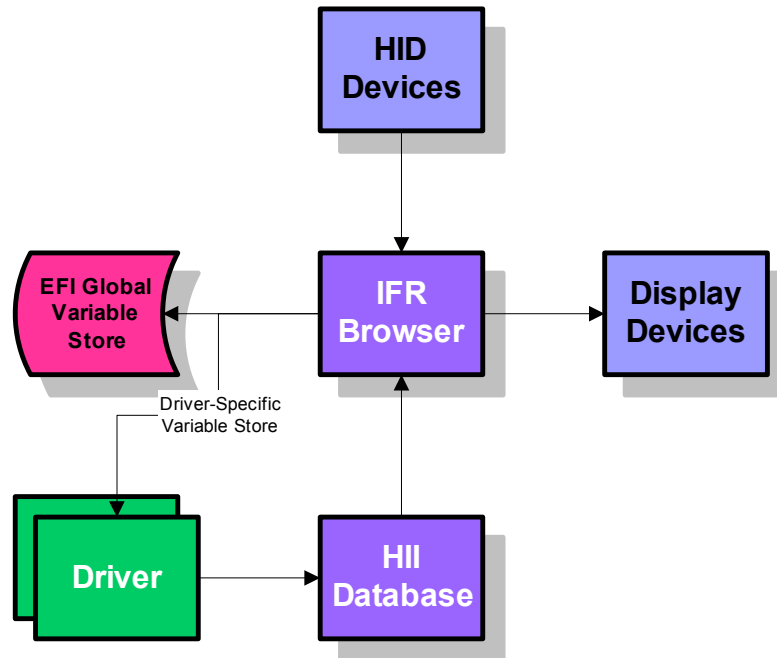 HID
Devices
EFI Global
Variable
Store
IFR
Browser
Display
Devices
Driver-Specific
Variable Store
Driver
HII
Database